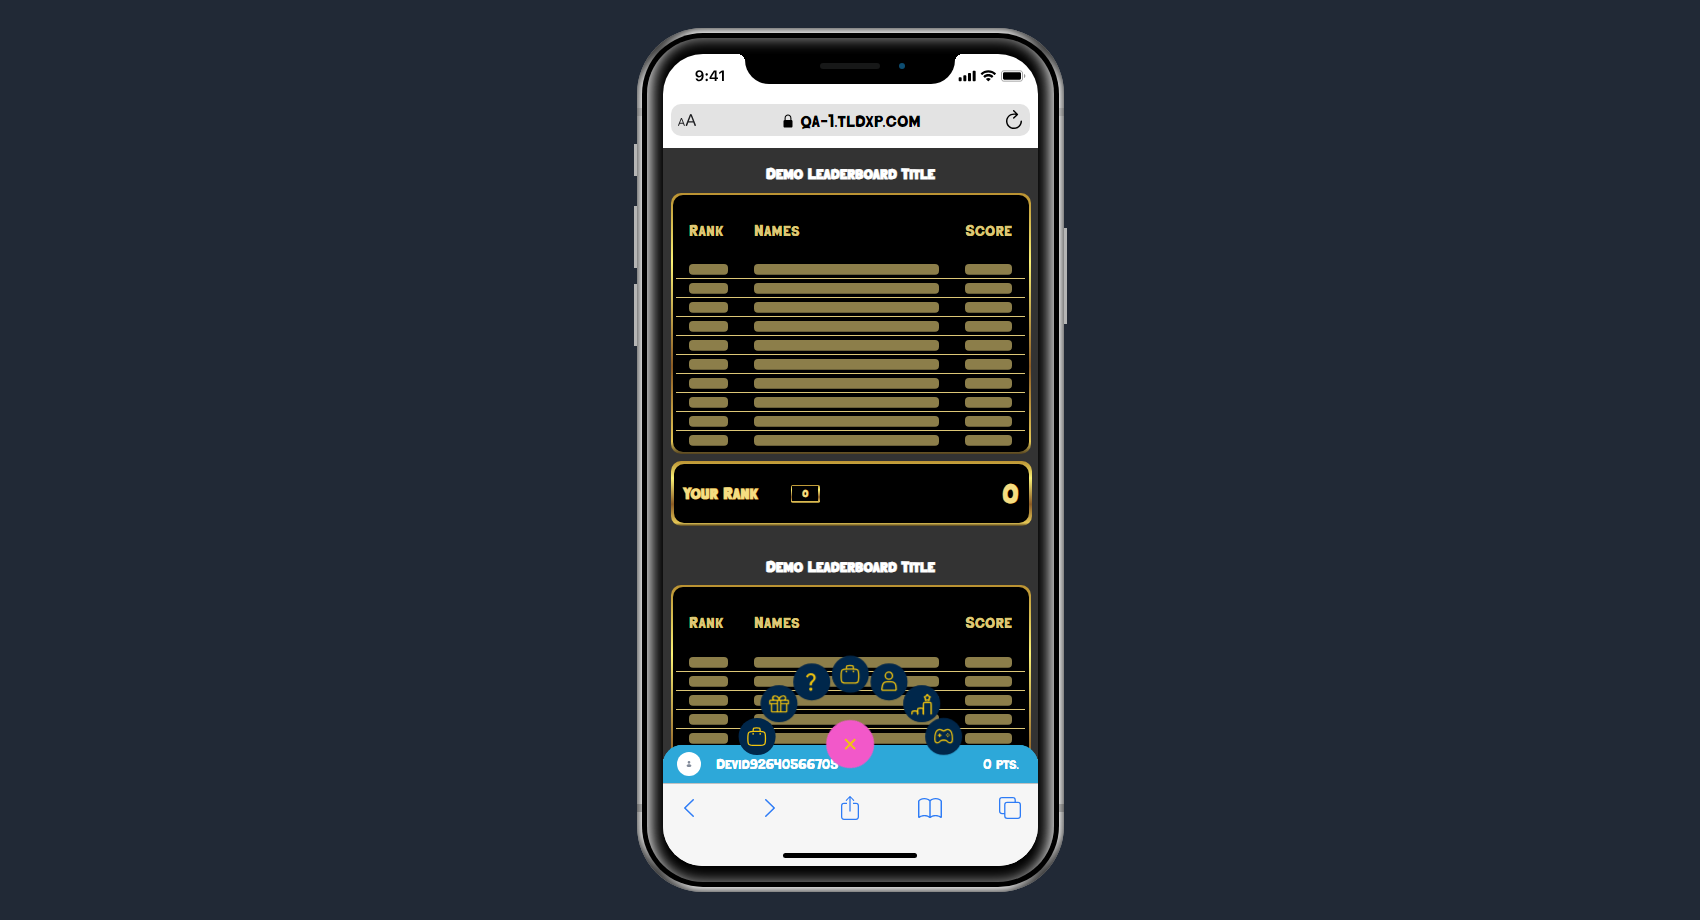 9:41
AA
QA-1.TLDXP.COM
Demo Leaderboard Title
Rank Names Score
Your Rank 0 0
Demo Leaderboard Title
Rank Names Score
?
Devid92640566705
0 pts.